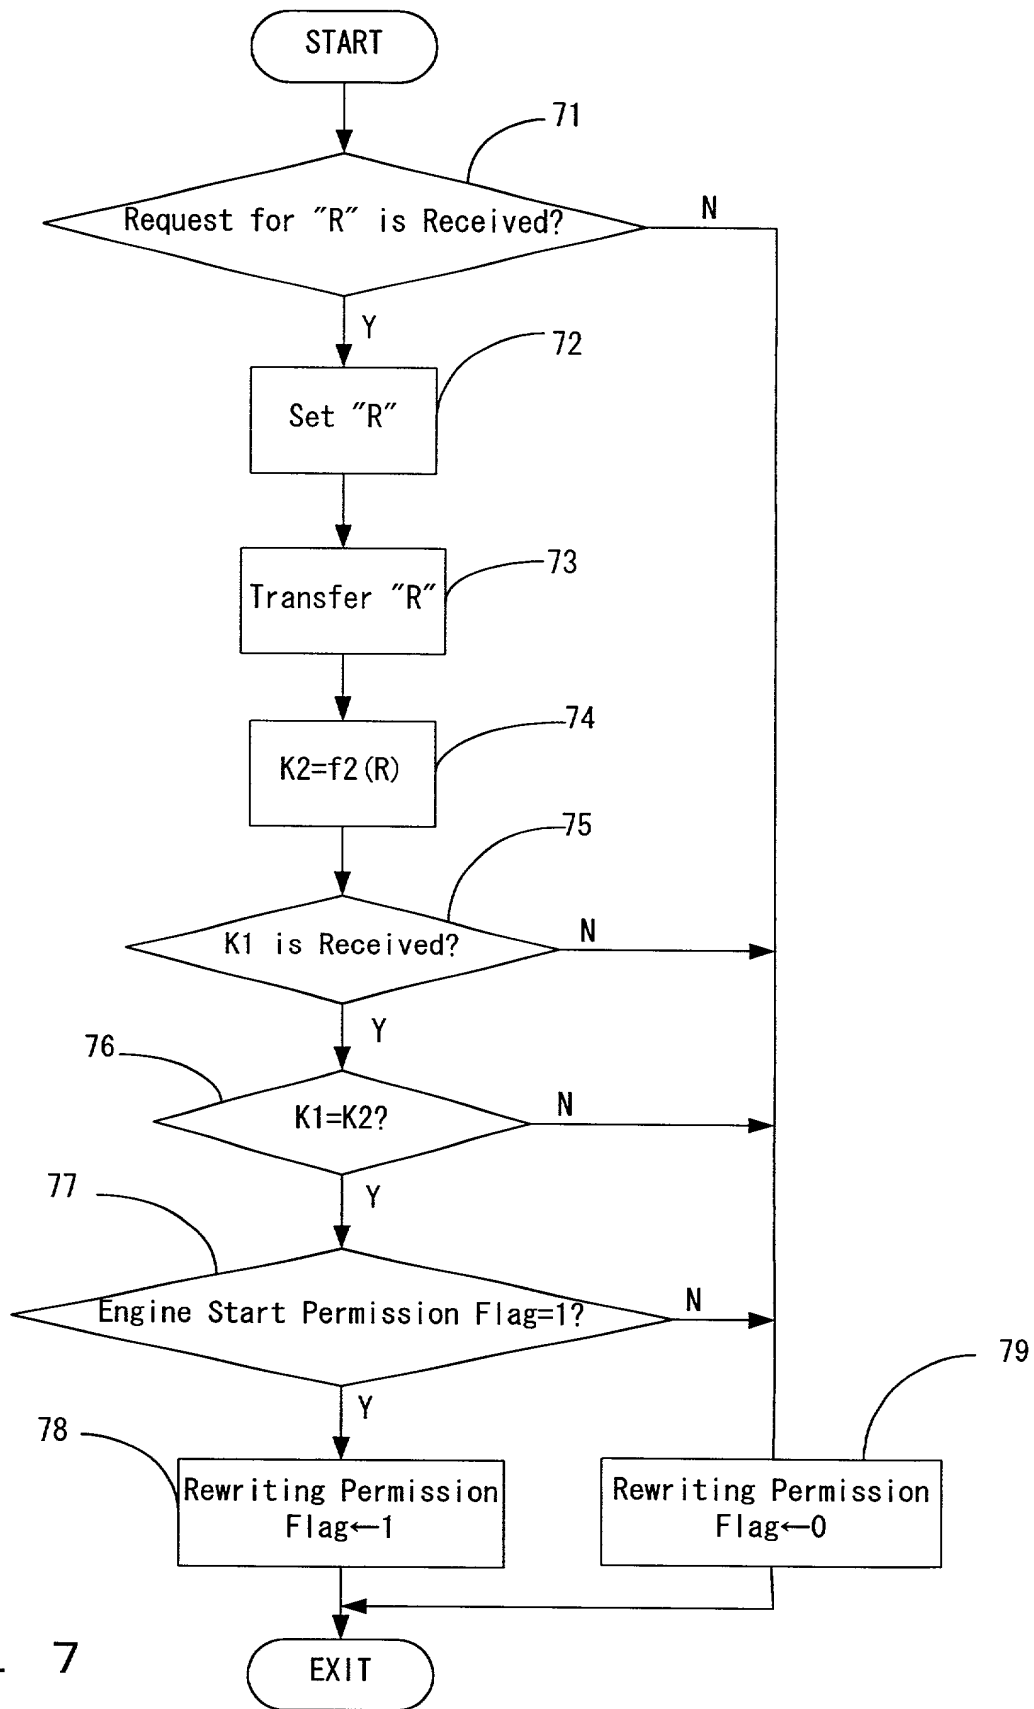 START
71
Request for "R" is Received?
N
Y
72
Set "R"
73
Transfer "R"
74
K2=f2(R)
75
K1 is Received?
N
Y
76
K1=K2?
N
Y
77
Engine Start Permission Flag=1?
N
Y
78
Rewriting Permission
Flag←1
79
Rewriting Permission
Flag←0
EXIT
7